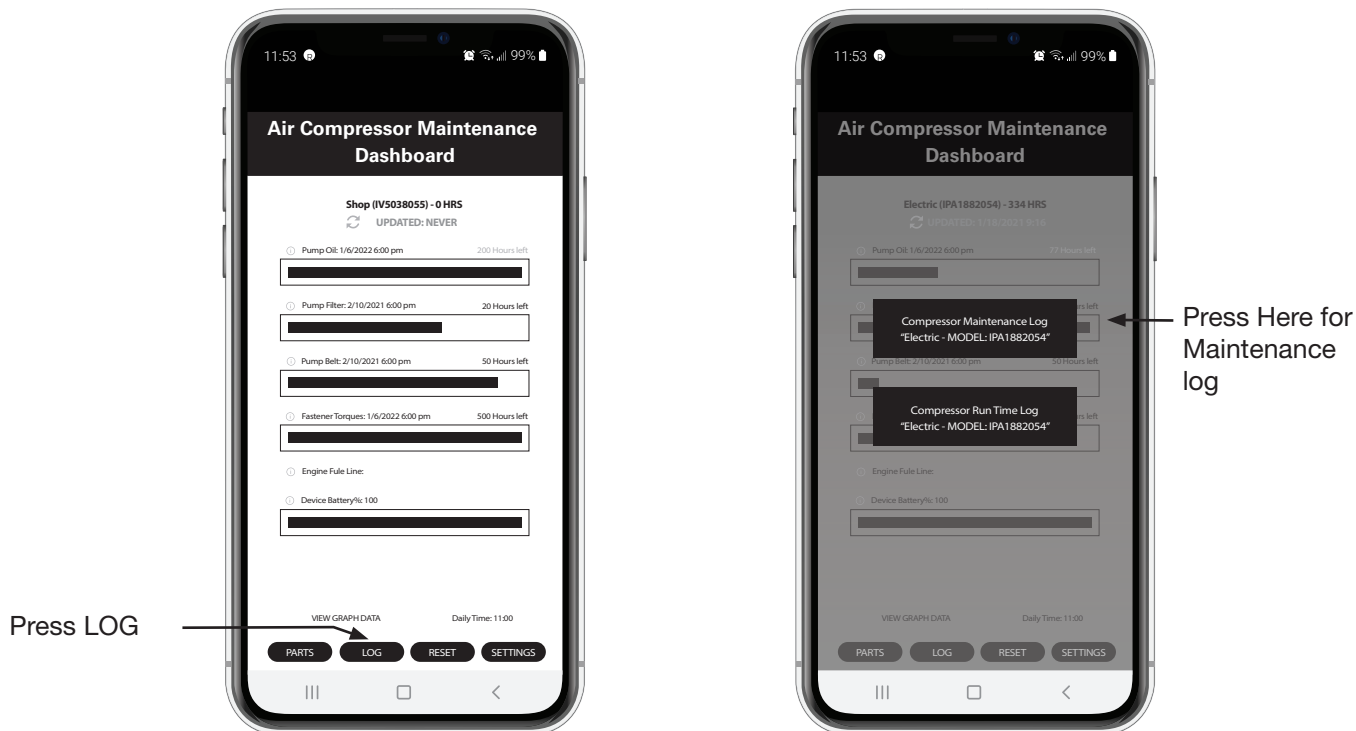 11:53 R 99%
Air Compressor Maintenance
Dashboard
Shop (IV5038055) - 0 HRS
UPDATED: NEVER
Pump Oil: 1/6/2022 6:00 pm 200 Hours left
Pump Filter: 2/10/2021 6:00 pm 20 Hours left
Pump Belt: 2/10/2021 6:00 pm 50 Hours left
Fastener Torques: 1/6/2022 6:00 pm 500 Hours left
Engine Fule Line:
Device Battery%: 100
VIEW GRAPH DATA Daily Time: 11:00
PARTS LOG RESET SETTINGS
Press LOG
11:53 R 99%
Air Compressor Maintenance
Dashboard
Electric (IPA1882054) - 334 HRS
UPDATED: 1/18/2021 9:16
Pump Oil: 1/6/2022 6:00 pm 77 Hours left
Hours left
Compressor Maintenance Log
“Electric - MODEL: IPA1882054”
Pump Belt: 2/10/2021 6:00 pm 50 Hours left
Hours left
Compressor Run Time Log
“Electric - MODEL: IPA1882054”
Engine Fule Line:
Device Battery%: 100
VIEW GRAPH DATA Daily Time: 11:00
PARTS LOG RESET SETTINGS
Press Here for
Maintenance
log